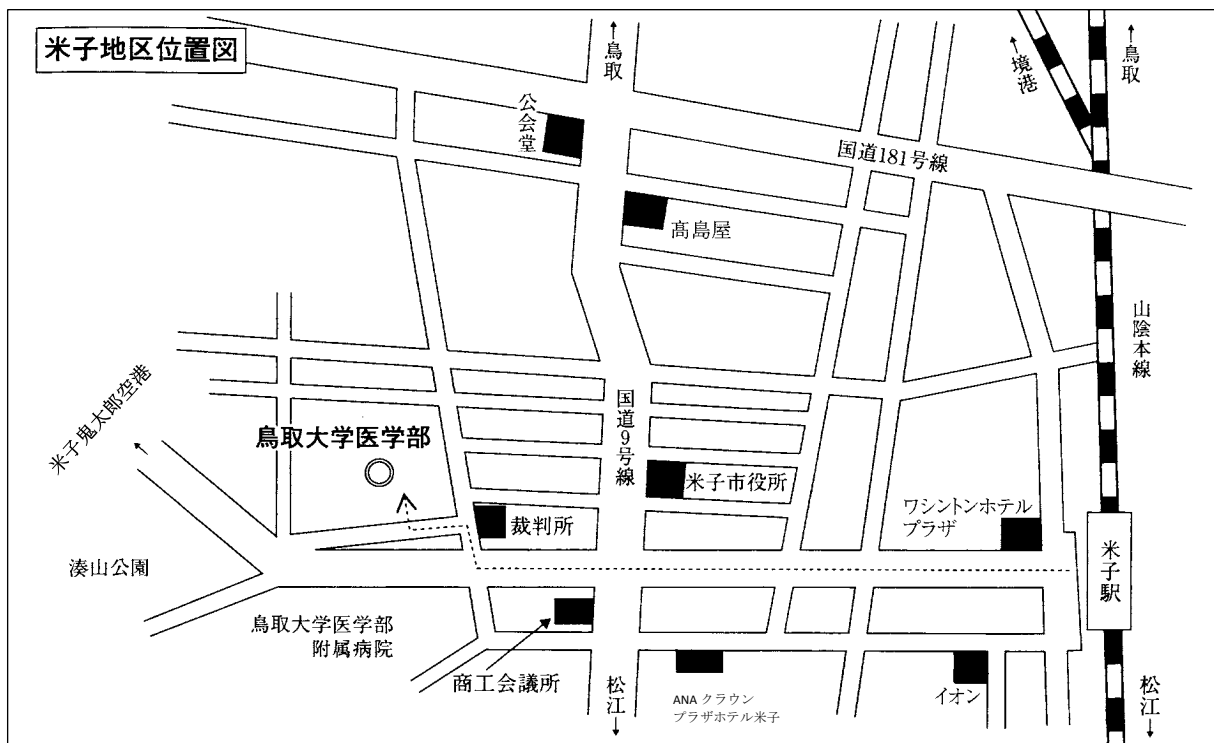 米子地区位置図
↑鳥取
↑境港
↑鳥取
公会堂
国道181号線
髙島屋
山陰本線
米子鬼太郎空港
国道9号線
鳥取大学医学部
米子市役所
ワシントンホテル
プラザ
裁判所
米子駅
湊山公園
鳥取大学医学部
附属病院
商工会議所
松江↓
ANA クラウン
プラザホテル米子
イオン
松江↓